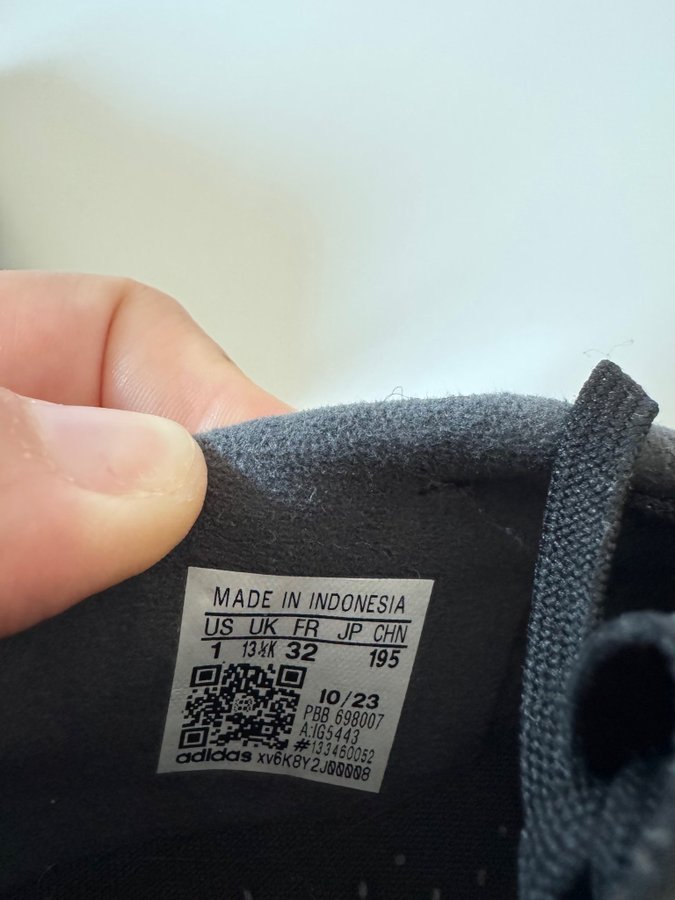 MADE IN INDONESIA
US UK FR JP CHN
1 13½K 32 195
10/23
PBB 698007
A:IG5443
#133460052
adidas xv6K8Y2J00008